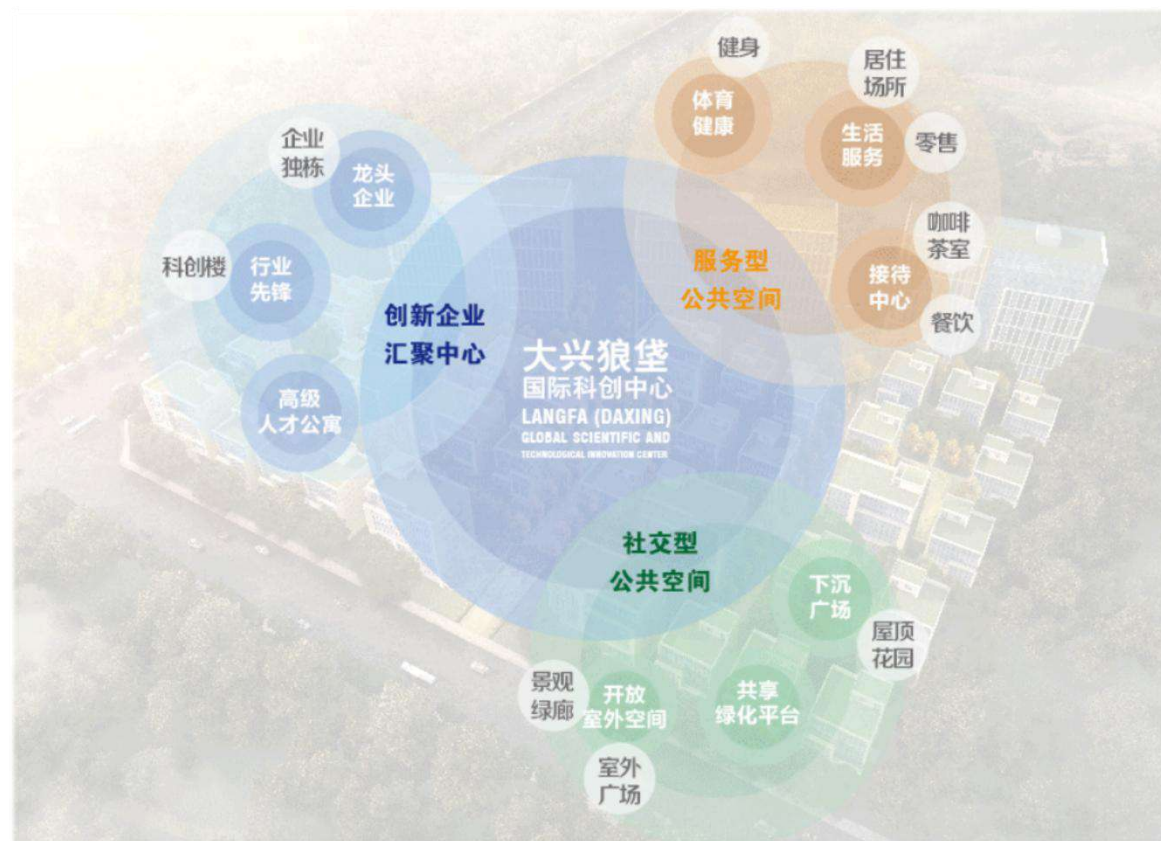 健身
居住
场所
体育
健康
生活
服务
零售
企业
独栋
龙头
企业
咖啡
茶室
科创楼
行业
先锋
服务型
公共空间
接待
中心
餐饮
创新企业
汇聚中心
大兴狼垡
国际科创中心
LANGFA (DAXING)
GLOBAL SCIENTIFIC AND
TECHNOLOGICAL INNOVATION CENTER
高级
人才公寓
社交型
公共空间
下沉
广场
屋顶
花园
景观
绿廊
开放
室外空间
共享
绿化平台
室外
广场